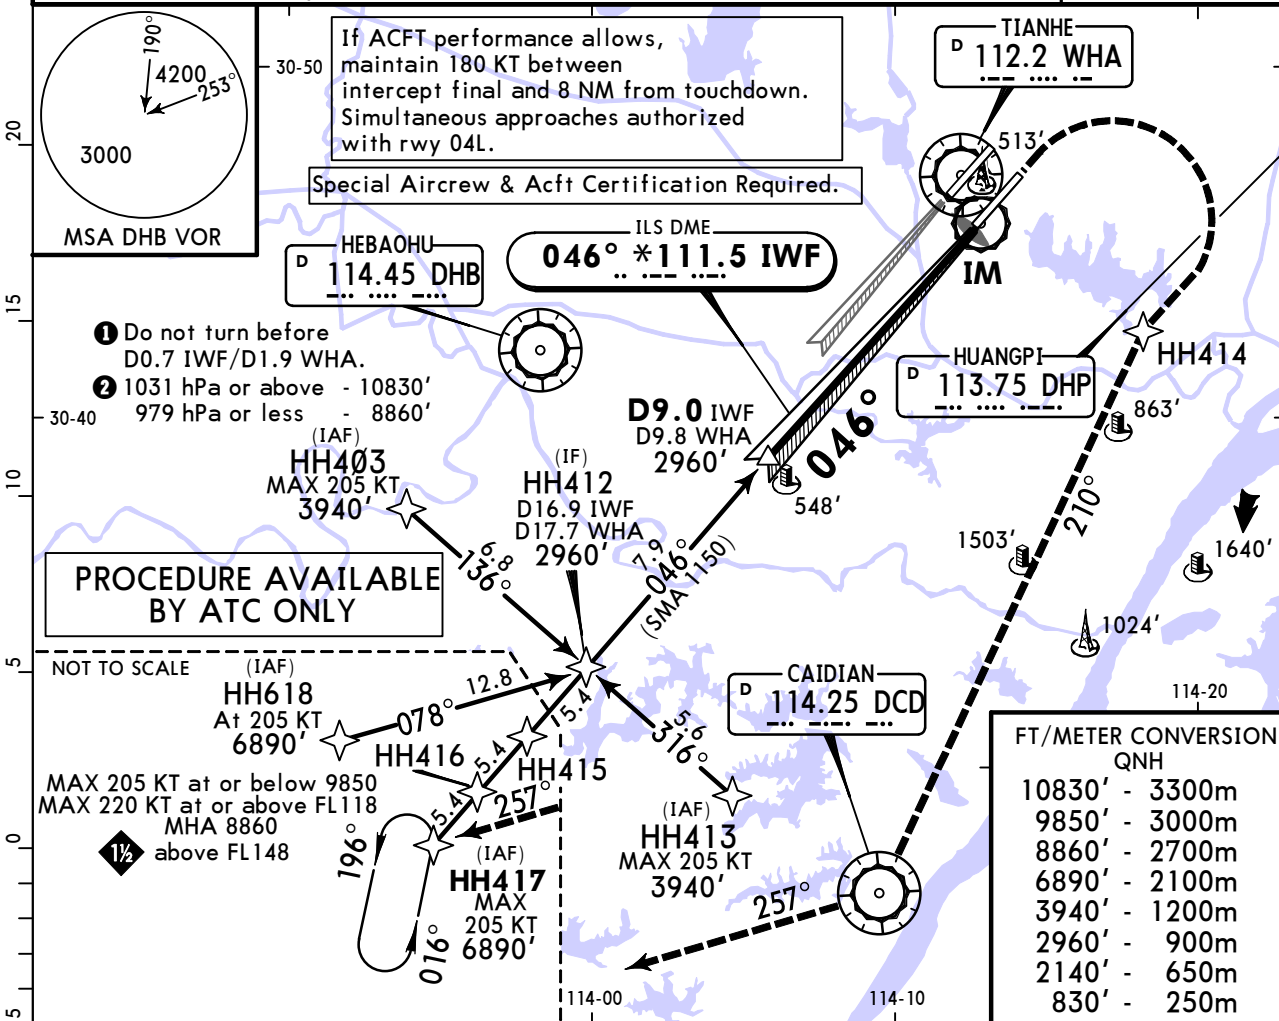 190°
4200
253°
3000
MSA DHB VOR
30-50
If ACFT performance allows,
maintain 180 KT between
intercept final and 8 NM from touchdown.
Simultaneous approaches authorized
with rwy 04L.
Special Aircrew & Acft Certification Required.
TIANHE
D 112.2 WHA
513'
ILS DME
046° *111.5 IWF
HEBAOHU
D 114.45 DHB
IM
20
15
10
5
0
5
❶ Do not turn before
D0.7 IWF/D1.9 WHA.
❷ 1031 hPa or above - 10830'
979 hPa or less - 8860'
30-40
HUANGPI
D 113.75 DHP
HH414
863'
D9.0 IWF
D9.8 WHA
2960'
046°
548'
(IAF)
HH403
MAX 205 KT
3940'
(IF)
HH412
D16.9 IWF
D17.7 WHA
2960'
6.8
136°
7.9
046°
(SMA 1150)
210°
1503'
1640'
1024'
PROCEDURE AVAILABLE
BY ATC ONLY
NOT TO SCALE
(IAF)
HH618
At 205 KT
6890'
078°
12.8
5.4
HH415
HH416
5.4
5.4
257°
MAX 205 KT at or below 9850
MAX 220 KT at or above FL118
MHA 8860
1½ above FL148
196°
016°
(IAF)
HH417
MAX
205 KT
6890'
5.6
316°
(IAF)
HH413
MAX 205 KT
3940'
CAIDIAN
D 114.25 DCD
257°
114-00
114-10
114-20
FT/METER CONVERSION
QNH
10830' - 3300m
9850' - 3000m
8860' - 2700m
6890' - 2100m
3940' - 1200m
2960' - 900m
2140' - 650m
830' - 250m